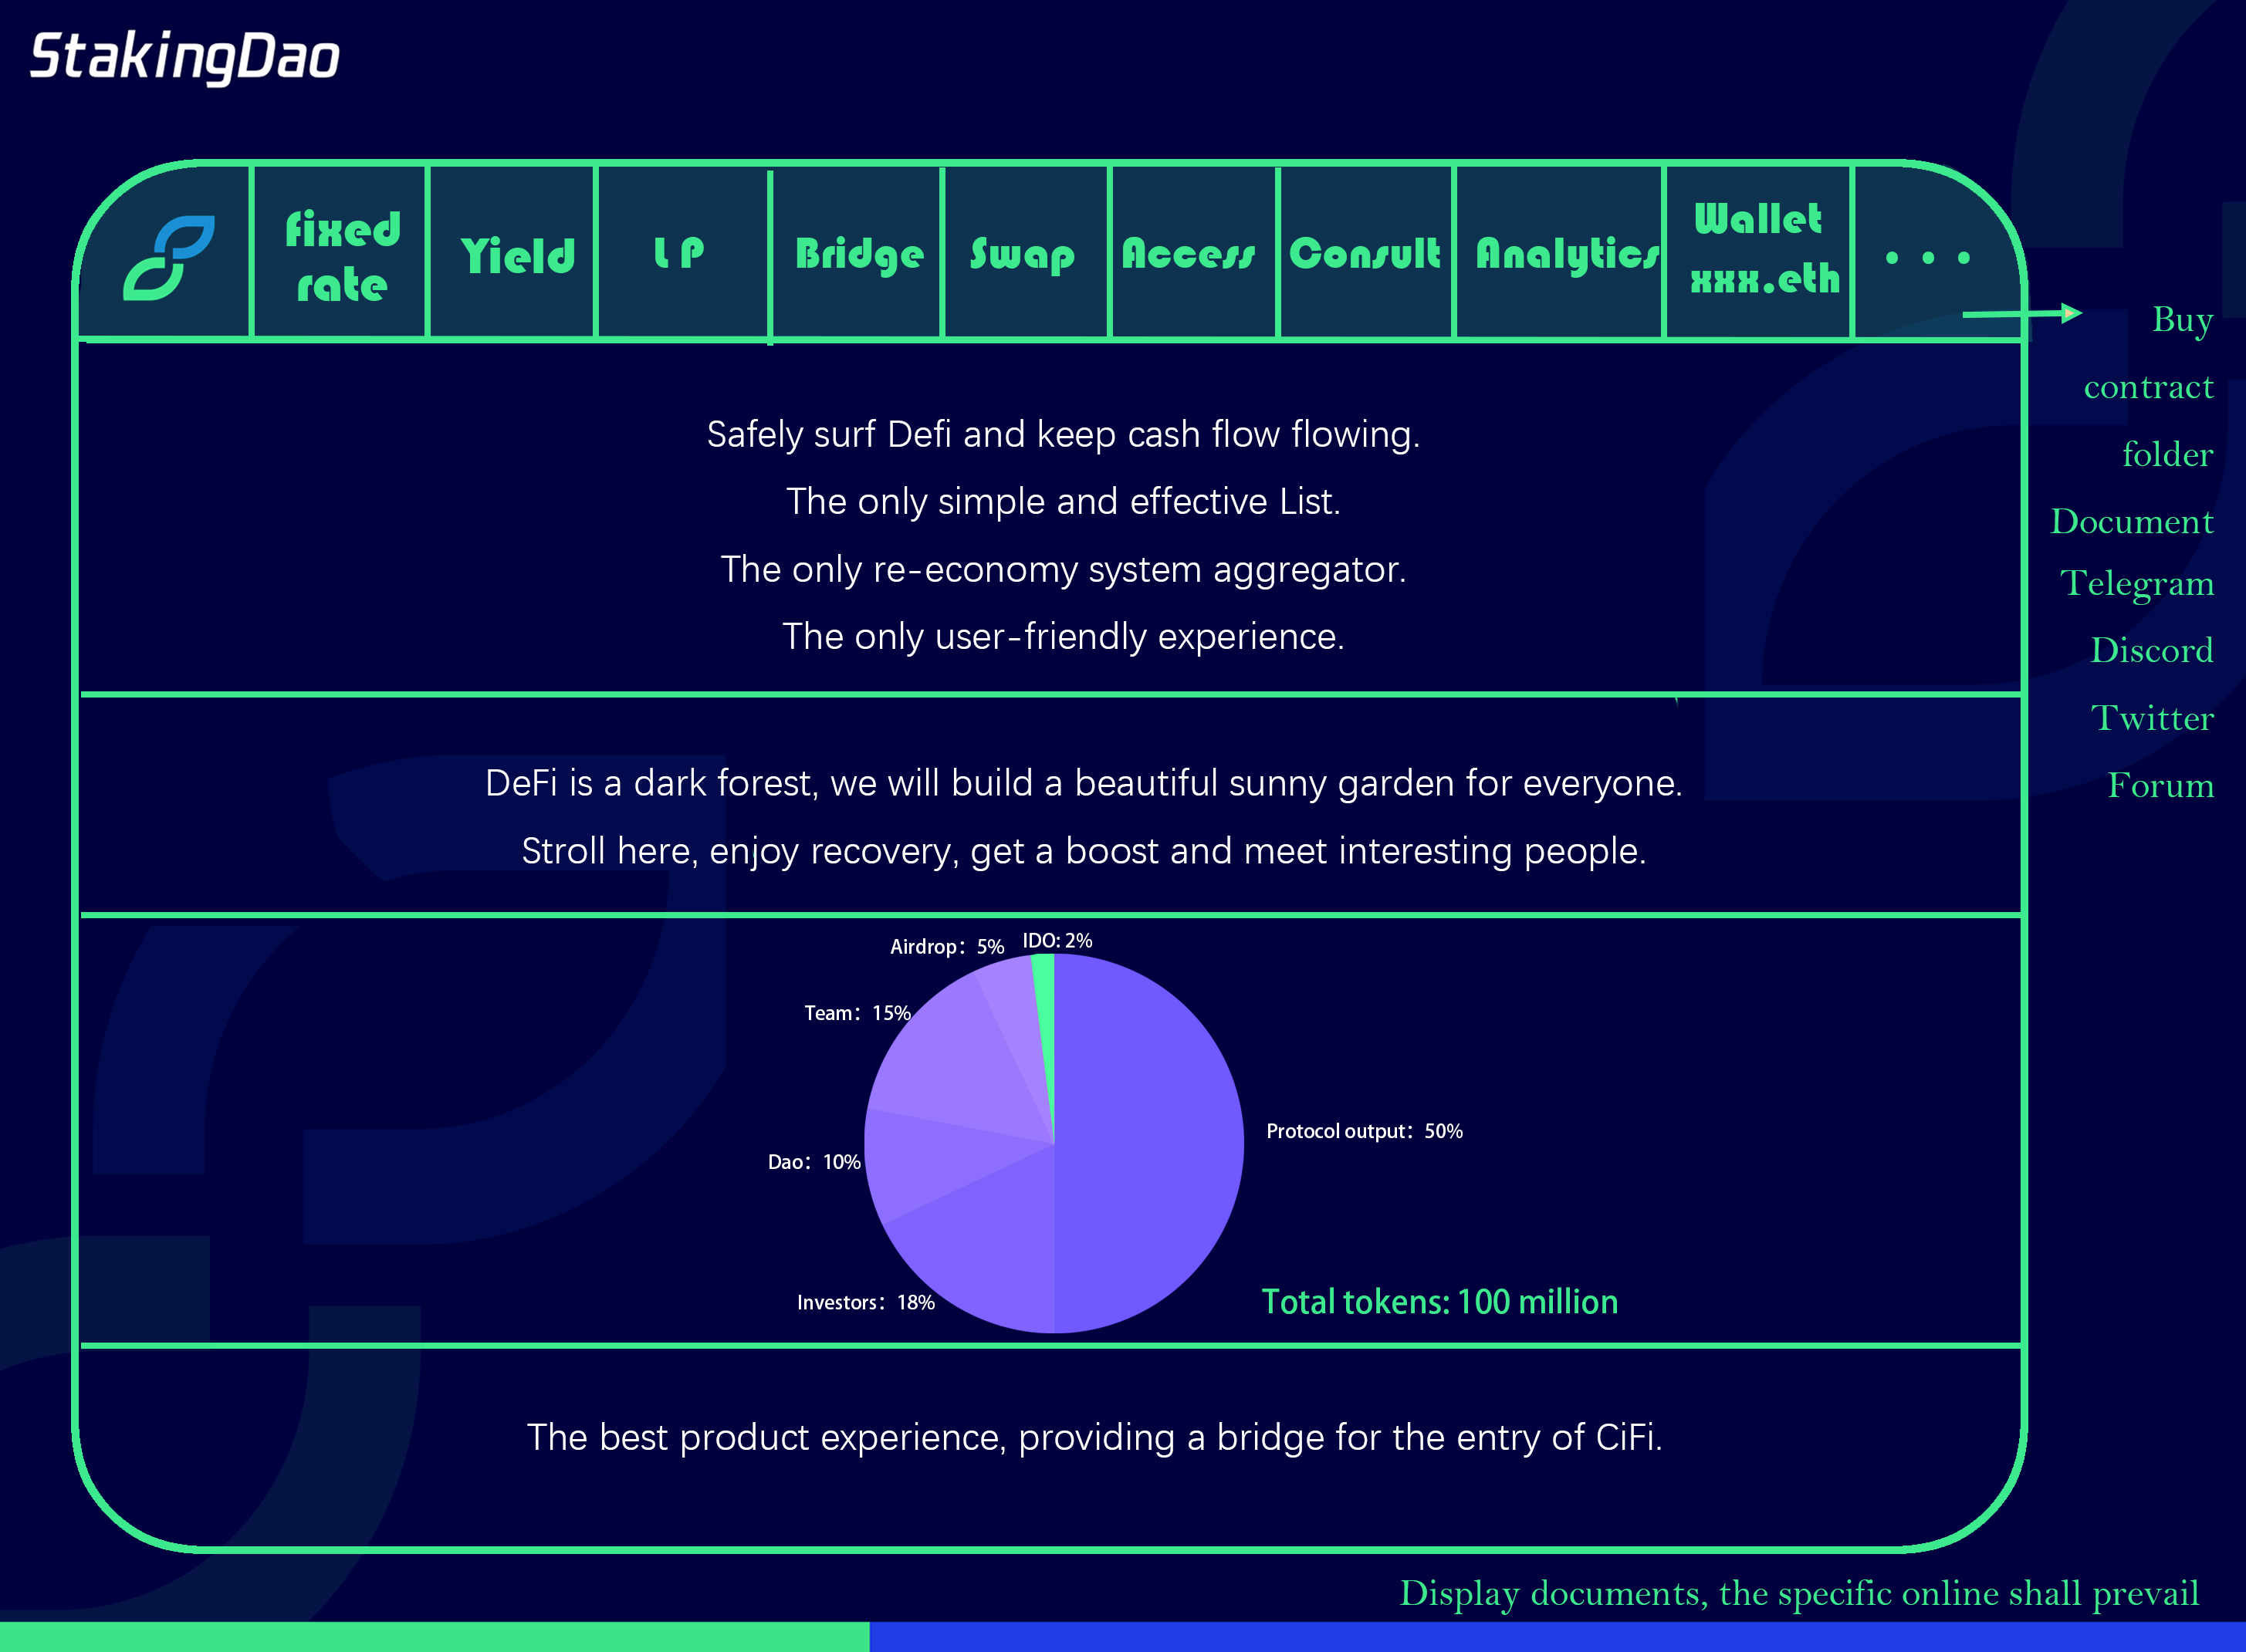 StakingDao
fixed
rate
Yield
L P
Bridge
Swap
Access
Consult
Analytics
Wallet
xxx.eth
...
Buy
contract
folder
Document
Telegram
Discord
Twitter
Forum
Safely surf Defi and keep cash flow flowing.
The only simple and effective List.
The only re-economy system aggregator.
The only user-friendly experience.
DeFi is a dark forest, we will build a beautiful sunny garden for everyone.
Stroll here, enjoy recovery, get a boost and meet interesting people.
Airdrop：5%
IDO: 2%
Team：15%
Protocol output：50%
Dao：10%
Investors：18%
Total tokens: 100 million
The best product experience, providing a bridge for the entry of CiFi.
Display documents, the specific online shall prevail